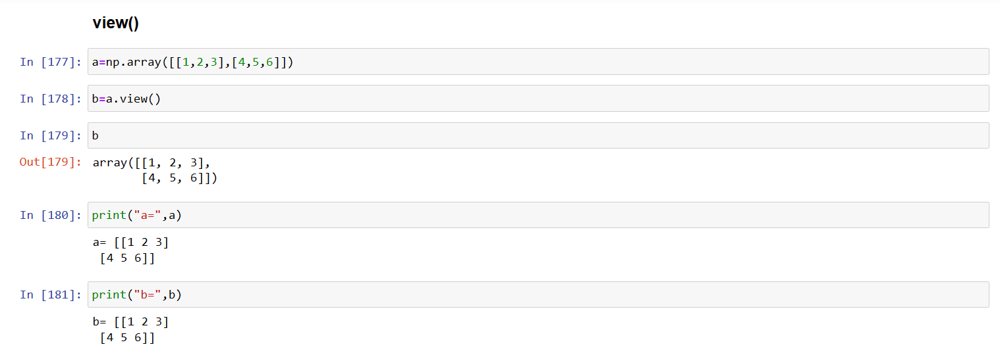 view()
In [177]: a=np.array([[1,2,3],[4,5,6]])
In [178]: b=a.view()
In [179]: b
Out[179]: array([[1, 2, 3],
       [4, 5, 6]])
In [180]: print("a=",a)
a= [[1 2 3]
 [4 5 6]]
In [181]: print("b=",b)
b= [[1 2 3]
 [4 5 6]]